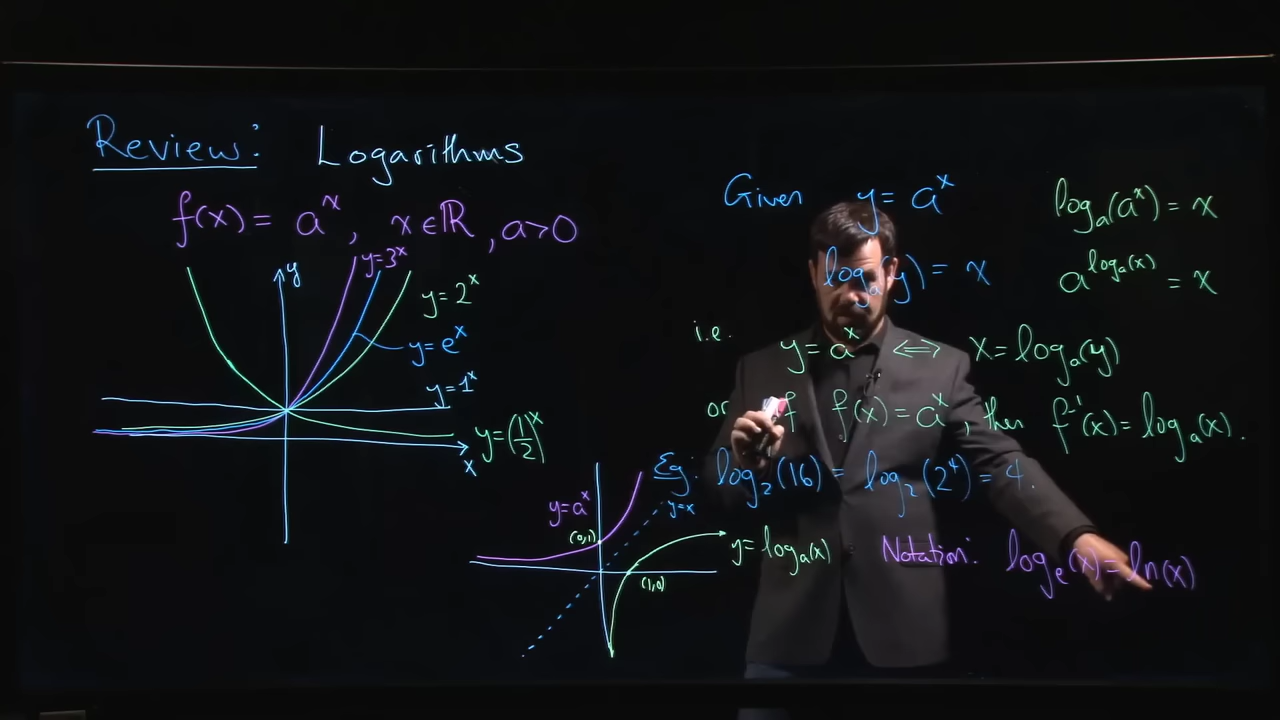 Review: Logarithms
f(x) = a^x, x ∈ ℝ, a>0
y
y=3^x
y=2^x
y=e^x
y=1^x
y=(1/2)^x
x
Given y = a^x
log_a(y) = x
log_a(a^x) = x
a^{log_a(x)} = x
i.e. y = a^x ⟺ x = log_a(y)
or if f(x) = a^x, then f^{-1}(x) = log_a(x).
Eg: log_2(16) = log_2(2^4) = 4.
y=a^x
y=x
(0,1)
(1,0)
y=log_a(x)
Notation: log_e(x) = ln(x)